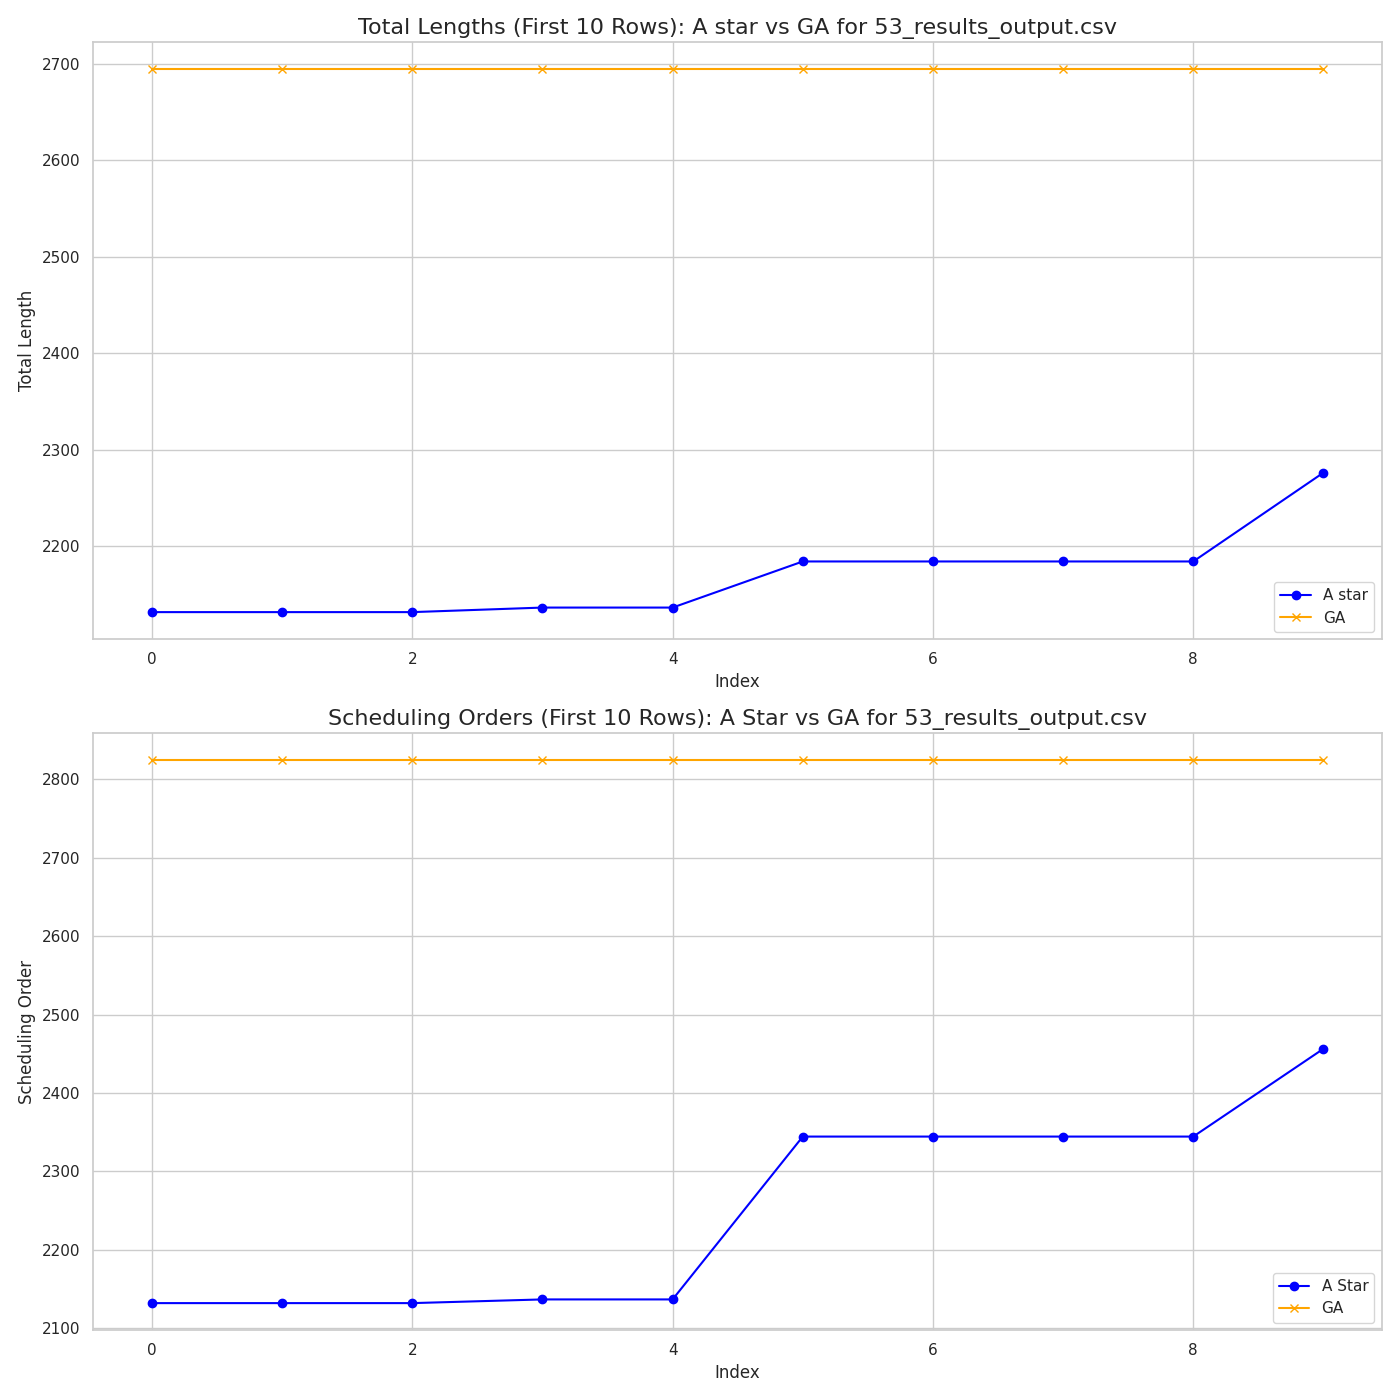 Total Lengths (First 10 Rows): A star vs GA for 53_results_output.csv
2700
2600
2500
2400
2300
2200
Total Length
A star
GA
0 2 4 6 8
Index
Scheduling Orders (First 10 Rows): A Star vs GA for 53_results_output.csv
2800
2700
2600
2500
2400
2300
2200
2100
Scheduling Order
A Star
GA
0 2 4 6 8
Index